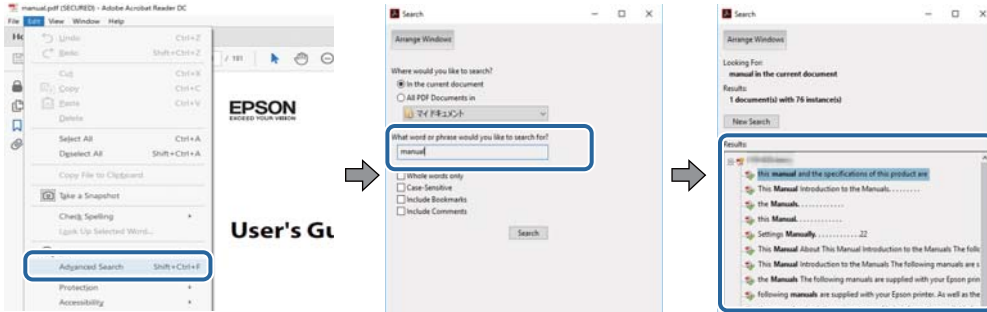 manual.pdf (SECURED) - Adobe Acrobat Reader DC
File Edit View Window Help
Undo Ctrl+Z
Redo Shift+Ctrl+Z
Cut Ctrl+X
Copy Ctrl+C
Paste Ctrl+V
Delete
Select All Ctrl+A
Deselect All Shift+Ctrl+A
Copy File to Clipboard
Take a Snapshot
Check Spelling
Look Up Selected Word...
Advanced Search Shift+Ctrl+F
Protection
Accessibility
/ 181
EPSON
EXCEED YOUR VISION
User's Gu
Search
Arrange Windows
Where would you like to search?
In the current document
All PDF Documents in
マイ ドキュメント
What word or phrase would you like to search for?
manual
Whole words only
Case-Sensitive
Include Bookmarks
Include Comments
Search
Search
Arrange Windows
Looking For:
manual in the current document
Results:
1 document(s) with 76 instance(s)
New Search
Results:
this manual and the specifications of this product are
This Manual Introduction to the Manuals. . . . . . . . .
the Manuals. . . . . . . . . . . . .
this Manual. . . . . . . . . . . . .
Settings Manually. . . . . . . . . . . . .22
This Manual About This Manual Introduction to the Manuals The follo
This Manual Introduction to the Manuals The following manuals are s
the Manuals The following manuals are supplied with your Epson prin
following manuals are supplied with your Epson printer. As well as the